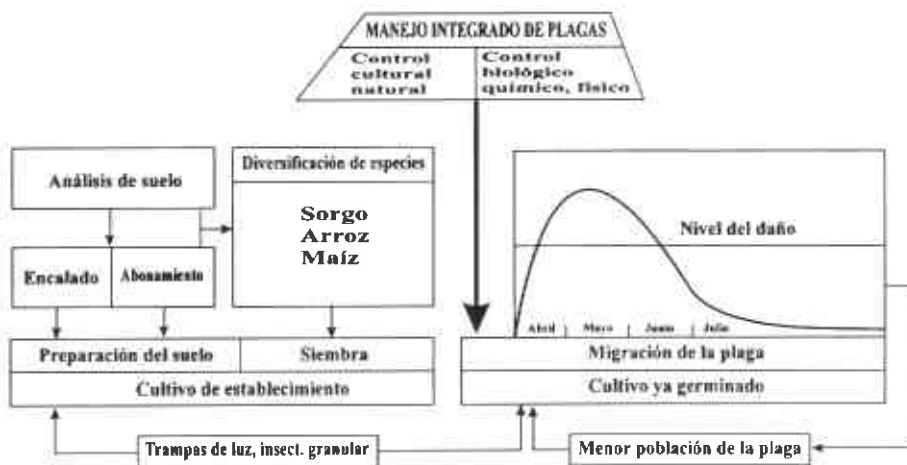 MANEJO INTEGRADO DE PLAGAS
Control
cultural
natural
Control
biológico
químico, físico
Análisis de suelo
Encalado
Abonamiento
Diversificación de especies
Sorgo
Arroz
Maíz
Preparación del suelo
Siembra
Cultivo de establecimiento
Nivel del daño
Abril
Mayo
Junio
Julio
Migración de la plaga
Cultivo ya germinado
Trampas de luz, insect. granular
Menor población de la plaga